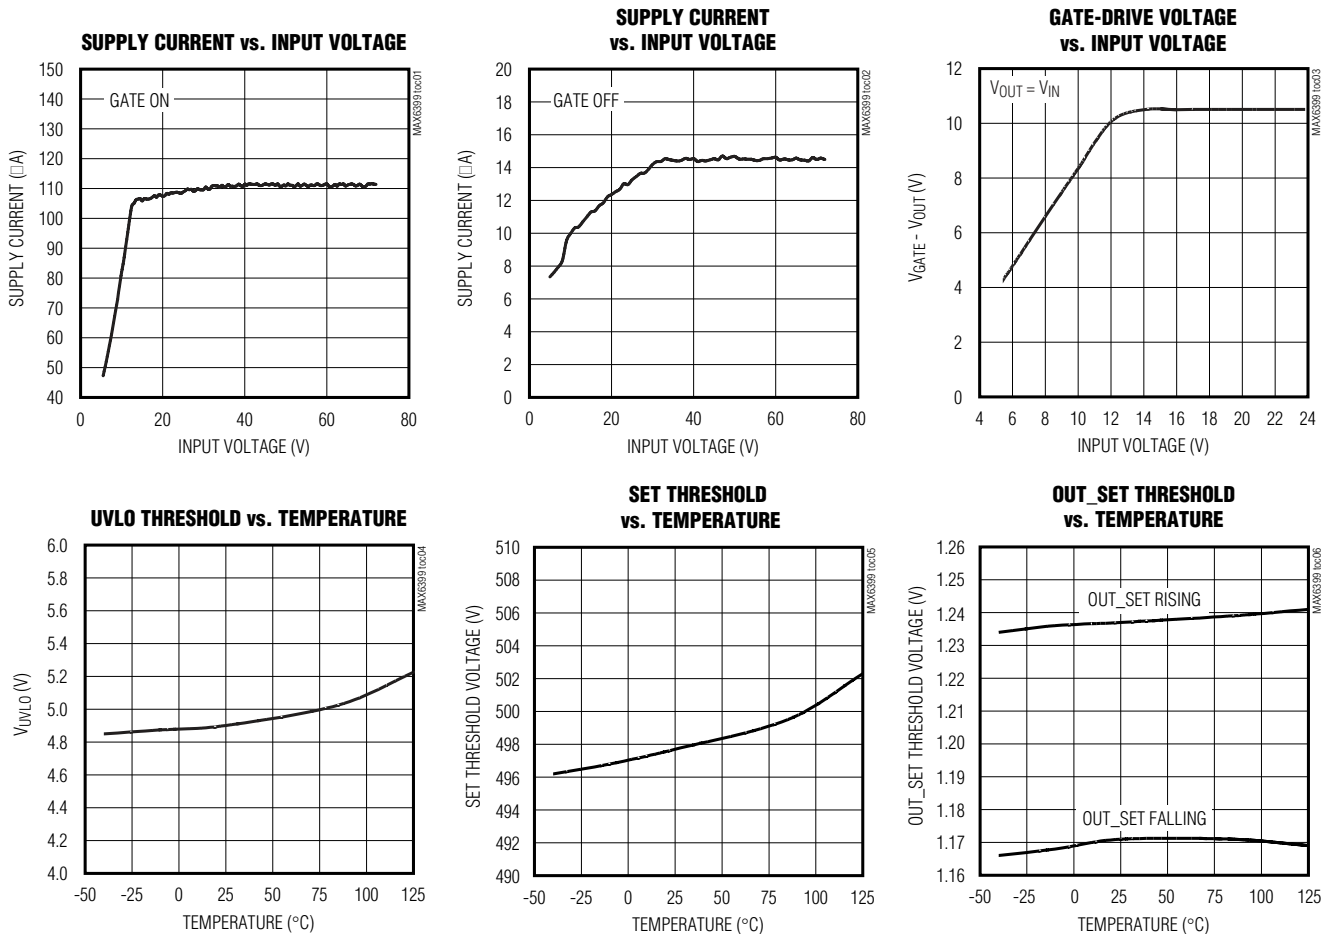 SUPPLY CURRENT vs. INPUT VOLTAGE
MAX6399 toc01
GATE ON
150
140
130
120
110
100
90
80
70
60
50
40
SUPPLY CURRENT (□A)
0 20 40 60 80
INPUT VOLTAGE (V)
SUPPLY CURRENT
vs. INPUT VOLTAGE
MAX6399 toc02
GATE OFF
20
18
16
14
12
10
8
6
4
2
0
SUPPLY CURRENT (□A)
0 20 40 60 80
INPUT VOLTAGE (V)
GATE-DRIVE VOLTAGE
vs. INPUT VOLTAGE
MAX6399 toc03
VOUT = VIN
12
10
8
6
4
2
0
VGATE - VOUT (V)
4 6 8 10 12 14 16 18 20 22 24
INPUT VOLTAGE (V)
UVLO THRESHOLD vs. TEMPERATURE
MAX6399 toc04
6.0
5.8
5.6
5.4
5.2
5.0
4.8
4.6
4.4
4.2
4.0
VUVLO (V)
-50 -25 0 25 50 75 100 125
TEMPERATURE (°C)
SET THRESHOLD
vs. TEMPERATURE
MAX6399 toc05
510
508
506
504
502
500
498
496
494
492
490
SET THRESHOLD VOLTAGE (V)
-50 -25 0 25 50 75 100 125
TEMPERATURE (°C)
OUT_SET THRESHOLD
vs. TEMPERATURE
MAX6399 toc06
OUT_SET RISING
OUT_SET FALLING
1.26
1.25
1.24
1.23
1.22
1.21
1.20
1.19
1.18
1.17
1.16
OUT_SET THRESHOLD VOLTAGE (V)
-50 -25 0 25 50 75 100 125
TEMPERATURE (°C)